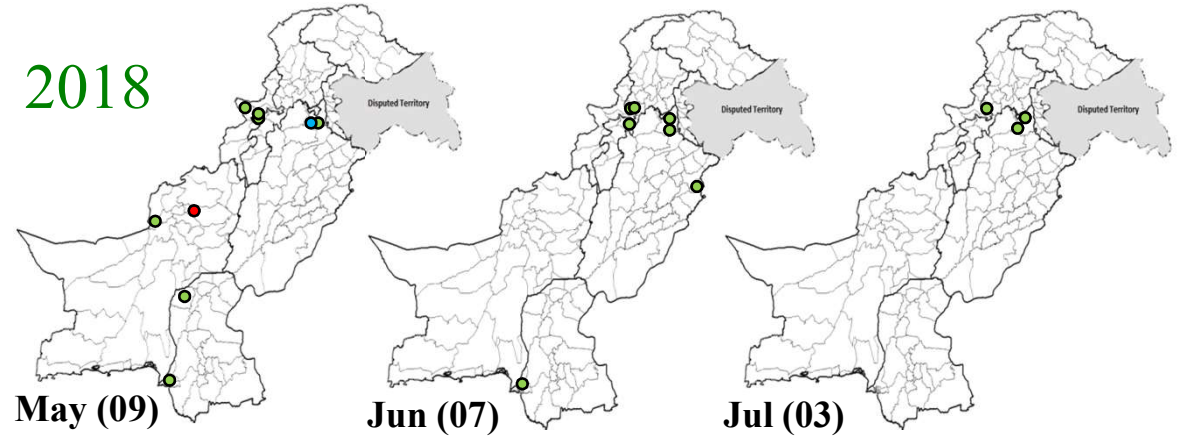 2018
Disputed Territory
Disputed Territory
Disputed Territory
May (09)
Jun (07)
Jul (03)